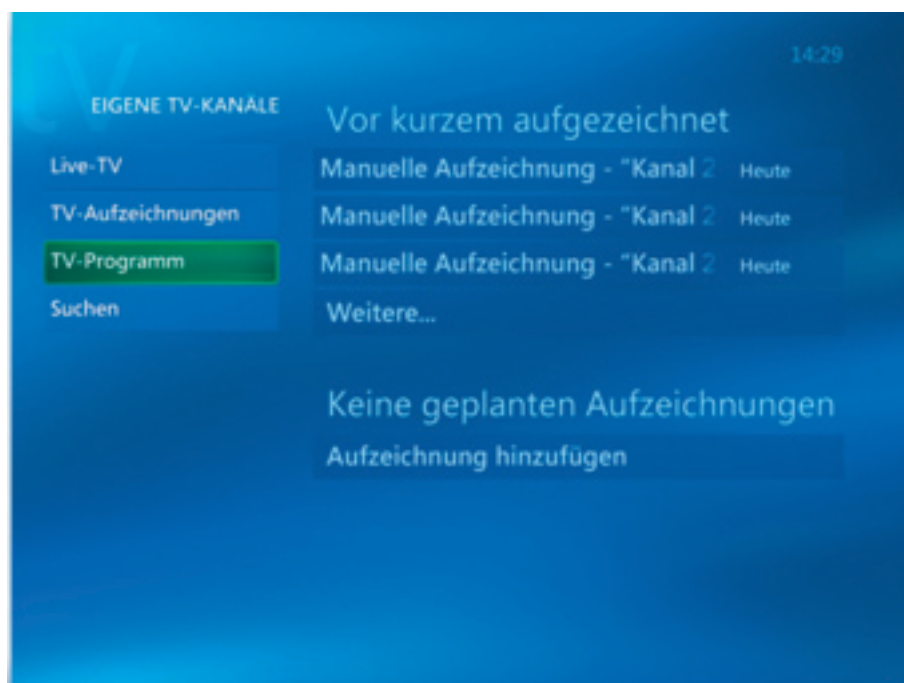 tv
14:29
EIGENE TV-KANÄLE
Live-TV
TV-Aufzeichnungen
TV-Programm
Suchen
Vor kurzem aufgezeichnet
Manuelle Aufzeichnung - "Kanal 2 Heute
Manuelle Aufzeichnung - "Kanal 2 Heute
Manuelle Aufzeichnung - "Kanal 2 Heute
Weitere...
Keine geplanten Aufzeichnungen
Aufzeichnung hinzufügen